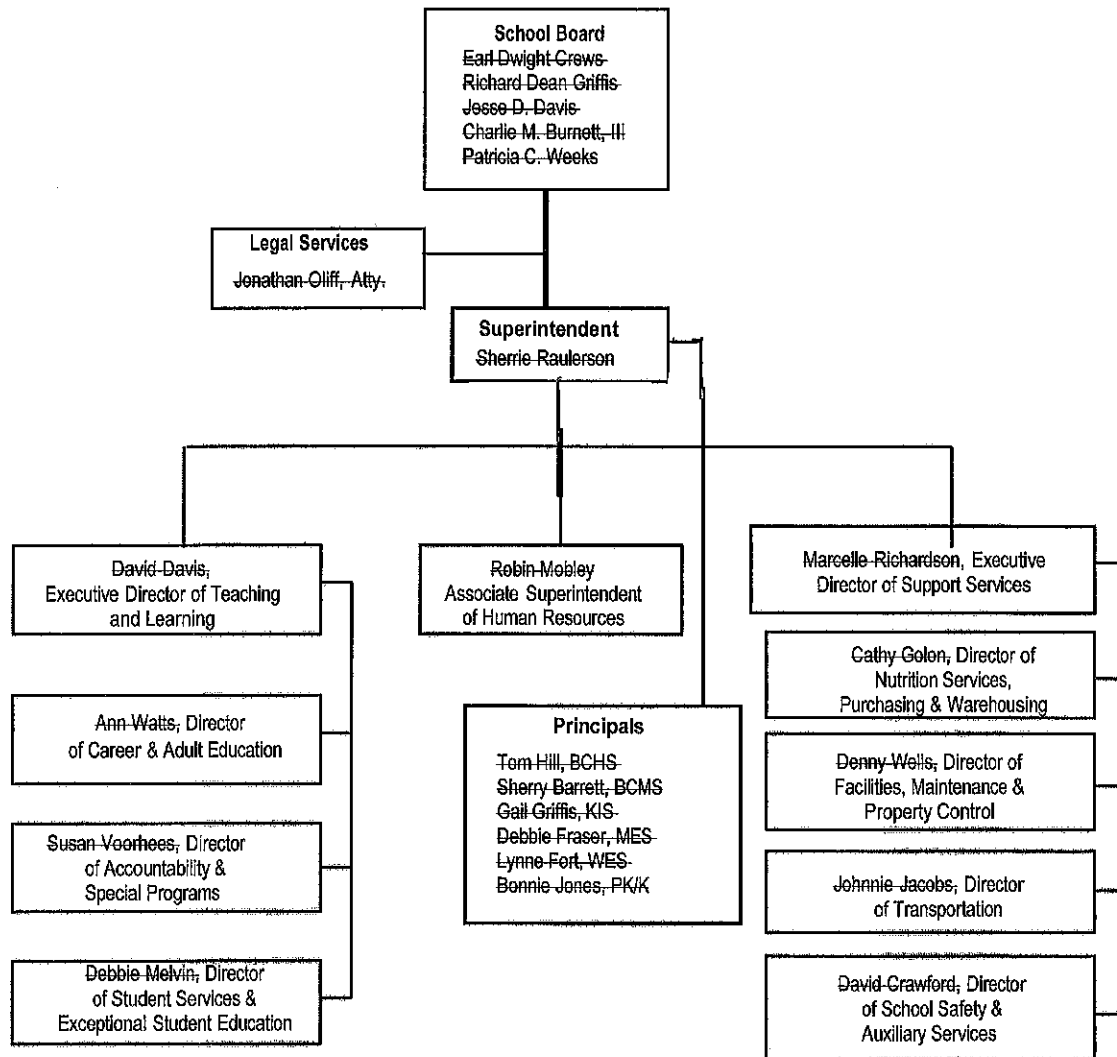 School Board
Earl Dwight Crews
Richard Dean Griffis
Jesse D. Davis
Charlie M. Burnett, III
Patricia C. Weeks
Legal Services
Jonathan Oliff, Atty.
Superintendent
Sherrie Raulerson
David Davis,
Executive Director of Teaching
and Learning
Robin Mobley
Associate Superintendent
of Human Resources
Marcelle Richardson, Executive
Director of Support Services
Ann Watts, Director
of Career & Adult Education
Susan Voorhees, Director
of Accountability &
Special Programs
Debbie Melvin, Director
of Student Services &
Exceptional Student Education
Principals
Tom Hill, BCHS
Sherry Barrett, BCMS
Gail Griffis, KIS
Debbie Fraser, MES
Lynne Fort, WES
Bonnie Jones, PK/K
Cathy Golon, Director of
Nutrition Services,
Purchasing & Warehousing
Denny Wells, Director of
Facilities, Maintenance &
Property Control
Johnnie Jacobs, Director
of Transportation
David Crawford, Director
of School Safety &
Auxiliary Services